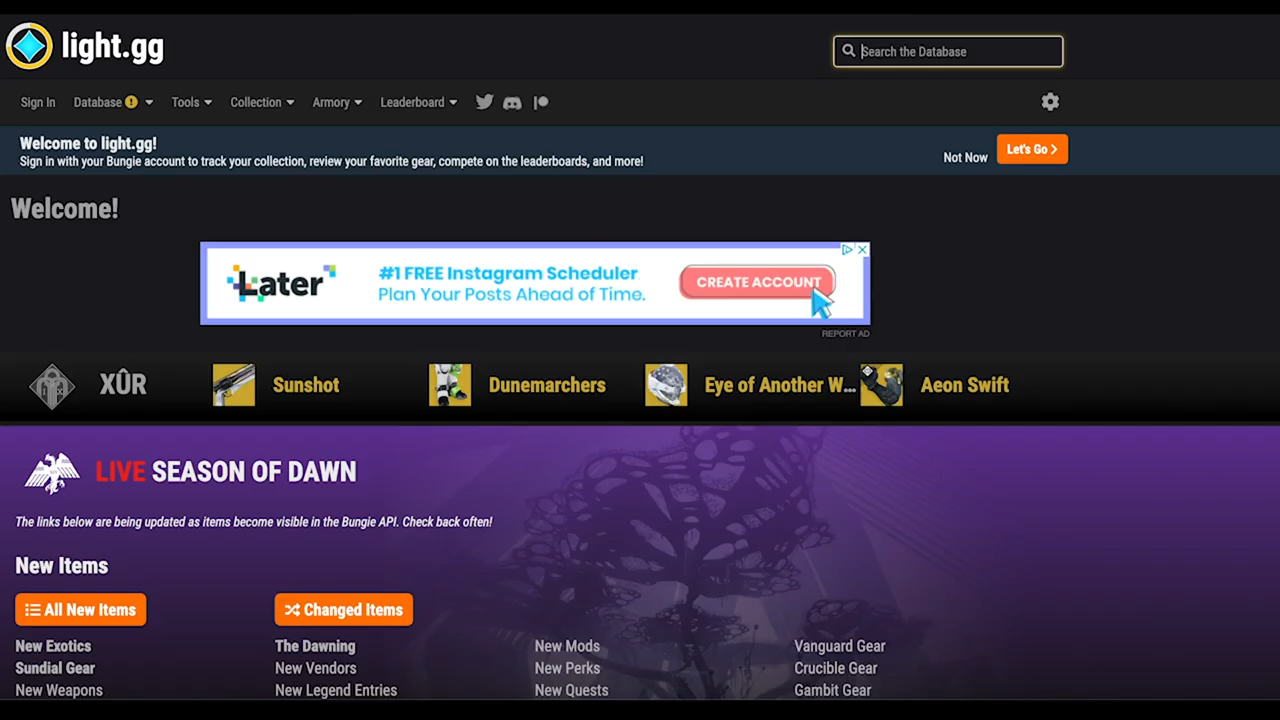 light.gg
Search the Database
Sign In Database Tools Collection Armory Leaderboard
Welcome to light.gg!
Sign in with your Bungie account to track your collection, review your favorite gear, compete on the leaderboards, and more!
Not Now
Let's Go
Welcome!
Later
#1 FREE Instagram Scheduler
Plan Your Posts Ahead of Time.
CREATE ACCOUNT
REPORT AD
XÛR
Sunshot
Dunemarchers
Eye of Another W...
Aeon Swift
LIVE SEASON OF DAWN
The links below are being updated as items become visible in the Bungie API. Check back often!
New Items
All New Items
Changed Items
New Exotics
The Dawning
New Mods
Vanguard Gear
Sundial Gear
New Vendors
New Perks
Crucible Gear
New Weapons
New Legend Entries
New Quests
Gambit Gear